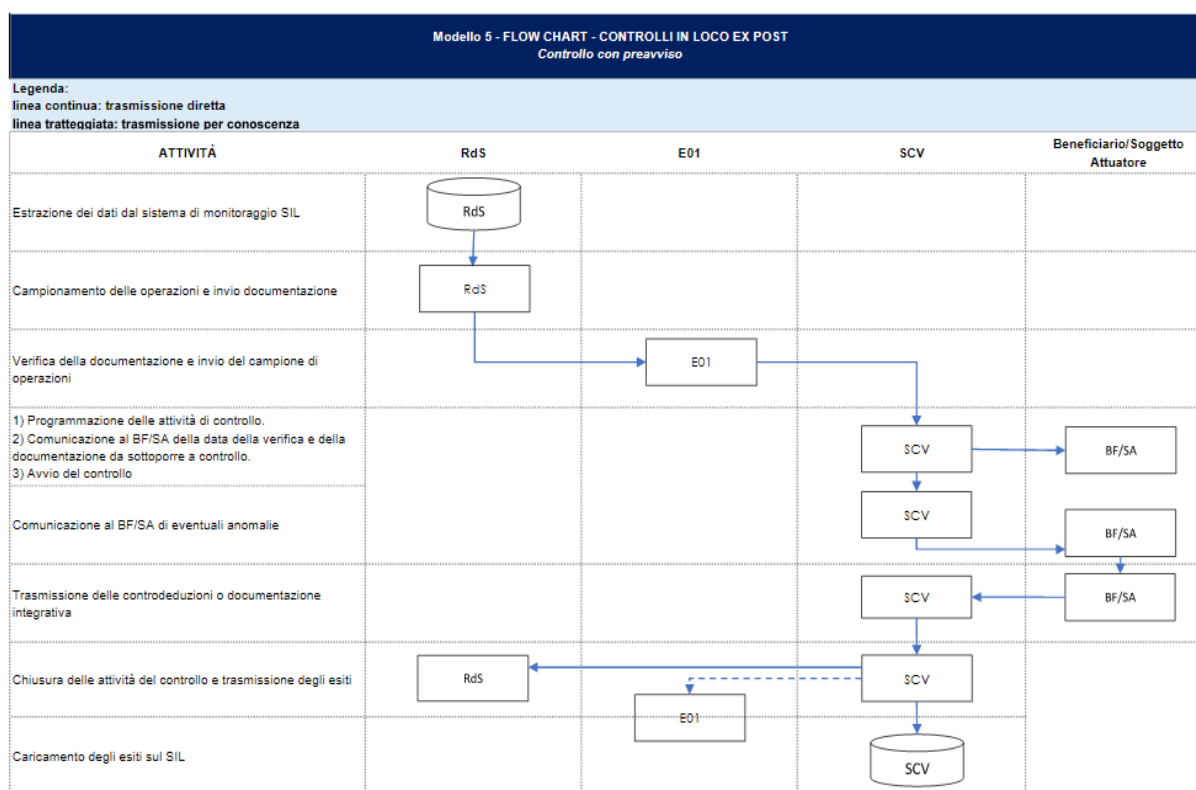 Modello 5 - FLOW CHART - CONTROLLI IN LOCO EX POST
Controllo con preavviso
Legenda:
linea continua: trasmissione diretta
linea tratteggiata: trasmissione per conoscenza
ATTIVITÀ
RdS
E01
SCV
Beneficiario/Soggetto
Attuatore
Estrazione dei dati dal sistema di monitoraggio SIL
RdS
Campionamento delle operazioni e invio documentazione
RdS
Verifica della documentazione e invio del campione di
operazioni
E01
1) Programmazione delle attività di controllo.
2) Comunicazione al BF/SA della data della verifica e della
documentazione da sottoporre a controllo.
3) Avvio del controllo
SCV
BF/SA
Comunicazione al BF/SA di eventuali anomalie
SCV
BF/SA
Trasmissione delle controdeduzioni o documentazione
integrativa
SCV
BF/SA
Chiusura delle attività del controllo e trasmissione degli esiti
RdS
SCV
E01
Caricamento degli esiti sul SIL
SCV